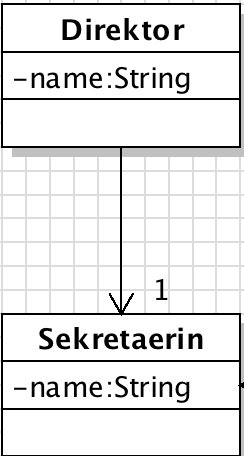 Direktor
-name:String
1
Sekretaerin
-name:String